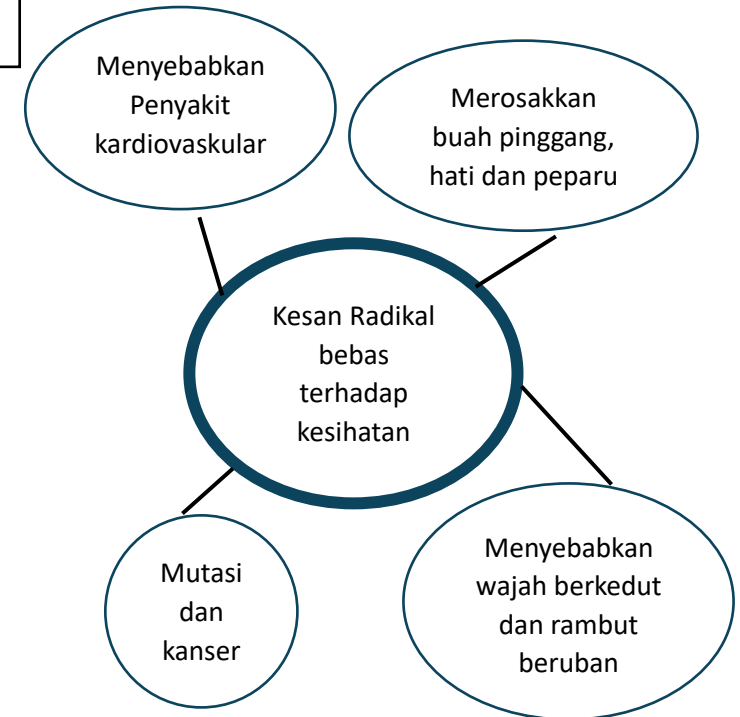 Menyebabkan
Penyakit
kardiovaskular
Merosakkan
buah pinggang,
hati dan peparu
Kesan Radikal
bebas
terhadap
kesihatan
Mutasi
dan
kanser
Menyebabkan
wajah berkedut
dan rambut
beruban